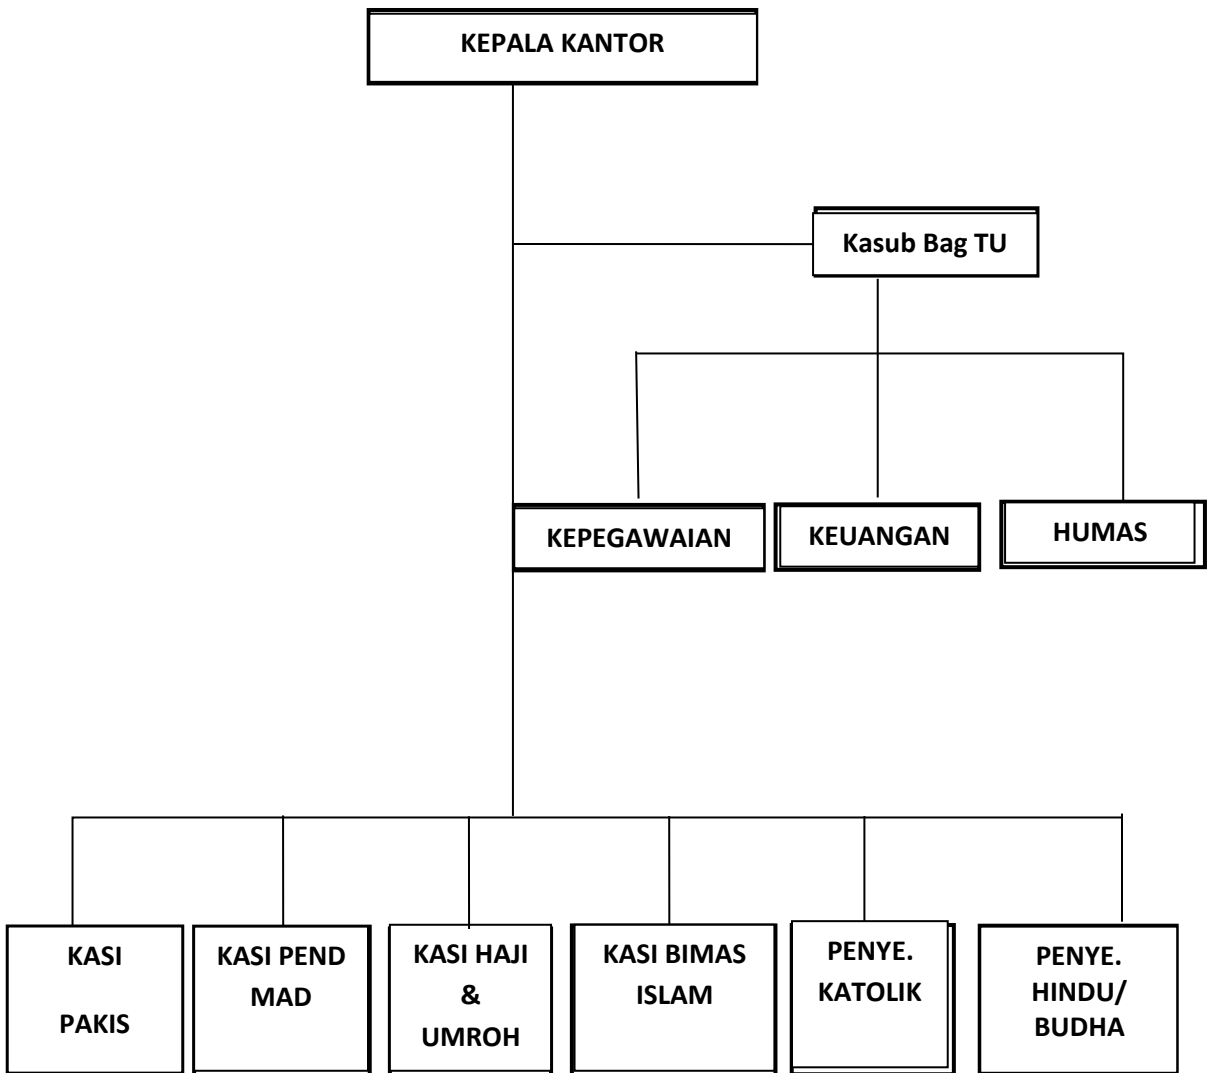 KEPALA KANTOR
Kasub Bag TU
KEPEGAWAIAN
KEUANGAN
HUMAS
KASI
PAKIS
KASI PEND
MAD
KASI HAJI
&
UMROH
KASI BIMAS
ISLAM
PENYE.
KATOLIK
PENYE.
HINDU/
BUDHA